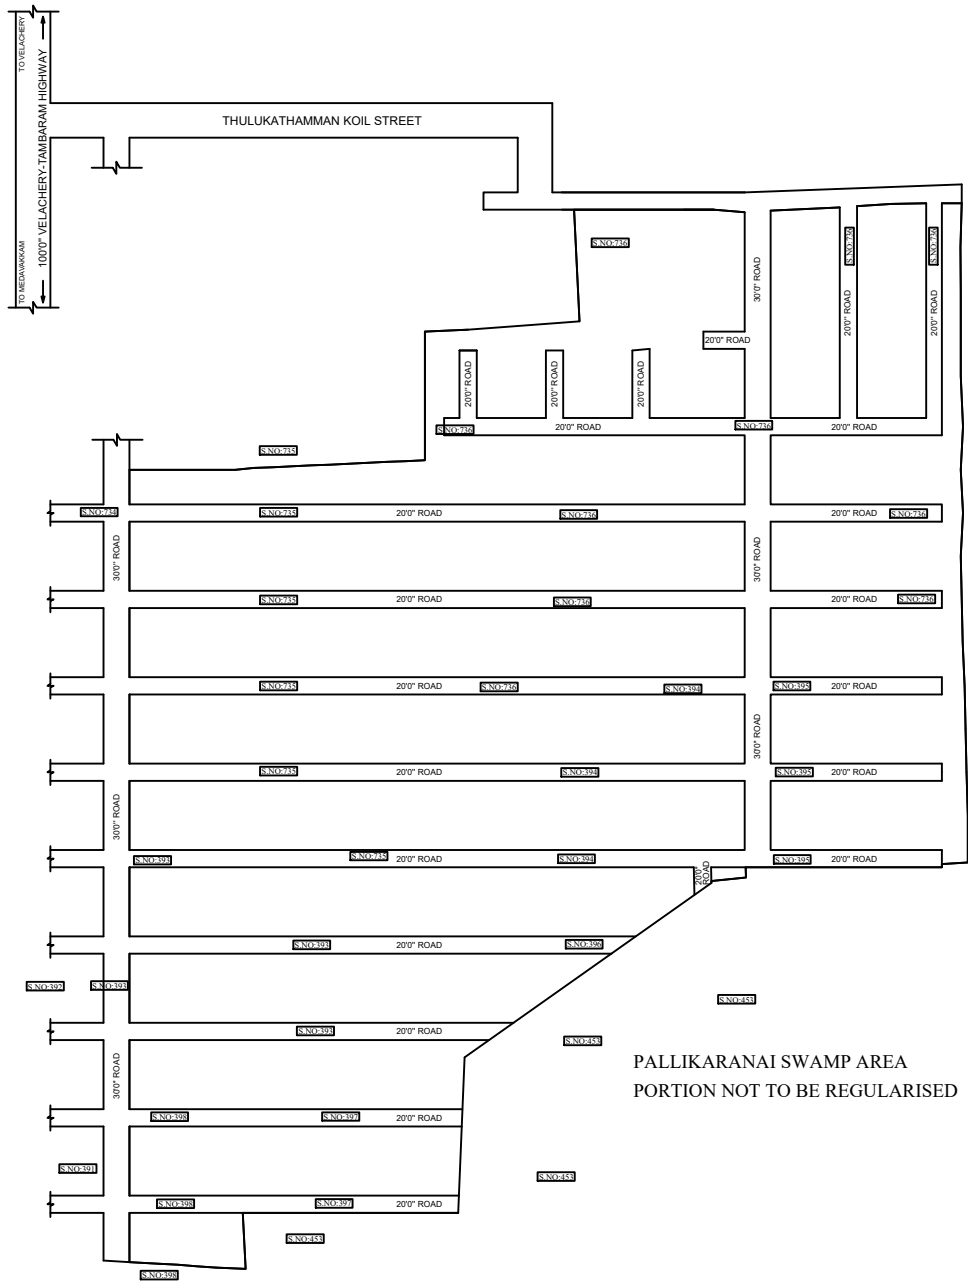 TO VELACHERY
100'0" VELACHERY-TAMBARAM HIGHWAY
TO MEDAVAKKAM
THULUKATHAMMAN KOIL STREET
S.NO:736
S.NO:736
S.NO:736
30'0" ROAD
20'0" ROAD
20'0" ROAD
20'0" ROAD
20'0" ROAD
20'0" ROAD
20'0" ROAD
S.NO:736
20'0" ROAD
S.NO:736
20'0" ROAD
S.NO:735
S.NO:734
S.NO:735
20'0" ROAD
S.NO:736
20'0" ROAD
S.NO:736
30'0" ROAD
30'0" ROAD
S.NO:735
20'0" ROAD
S.NO:736
20'0" ROAD
S.NO:736
S.NO:735
20'0" ROAD
S.NO:736
S.NO:394
S.NO:395
20'0" ROAD
30'0" ROAD
S.NO:735
20'0" ROAD
S.NO:394
S.NO:395
20'0" ROAD
30'0" ROAD
S.NO:393
S.NO:735
20'0" ROAD
S.NO:394
S.NO:395
20'0" ROAD
20'0"
ROAD
S.NO:393
20'0" ROAD
S.NO:396
S.NO:392
S.NO:393
S.NO:453
S.NO:393
20'0" ROAD
S.NO:453
PALLIKARANAI SWAMP AREA
PORTION NOT TO BE REGULARISED
30'0" ROAD
S.NO:398
S.NO:397
20'0" ROAD
S.NO:391
S.NO:453
S.NO:398
S.NO:397
20'0" ROAD
S.NO:453
S.NO:398